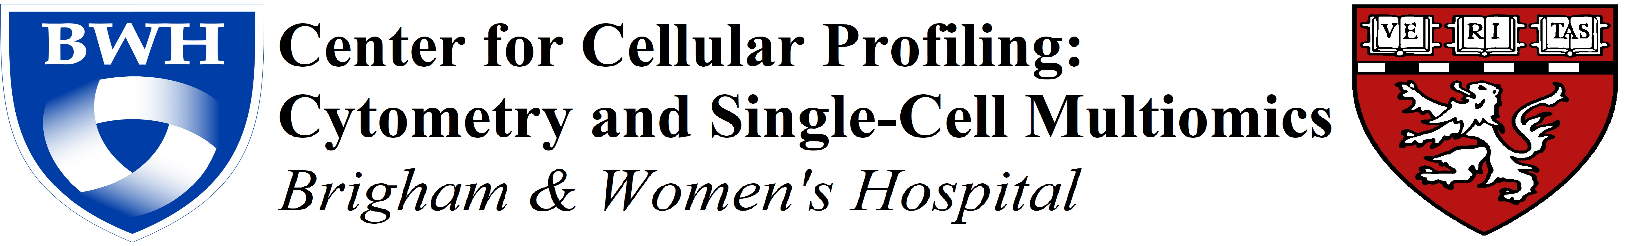 BWH
Center for Cellular Profiling:
Cytometry and Single-Cell Multiomics
Brigham & Women's Hospital
VE RI TAS